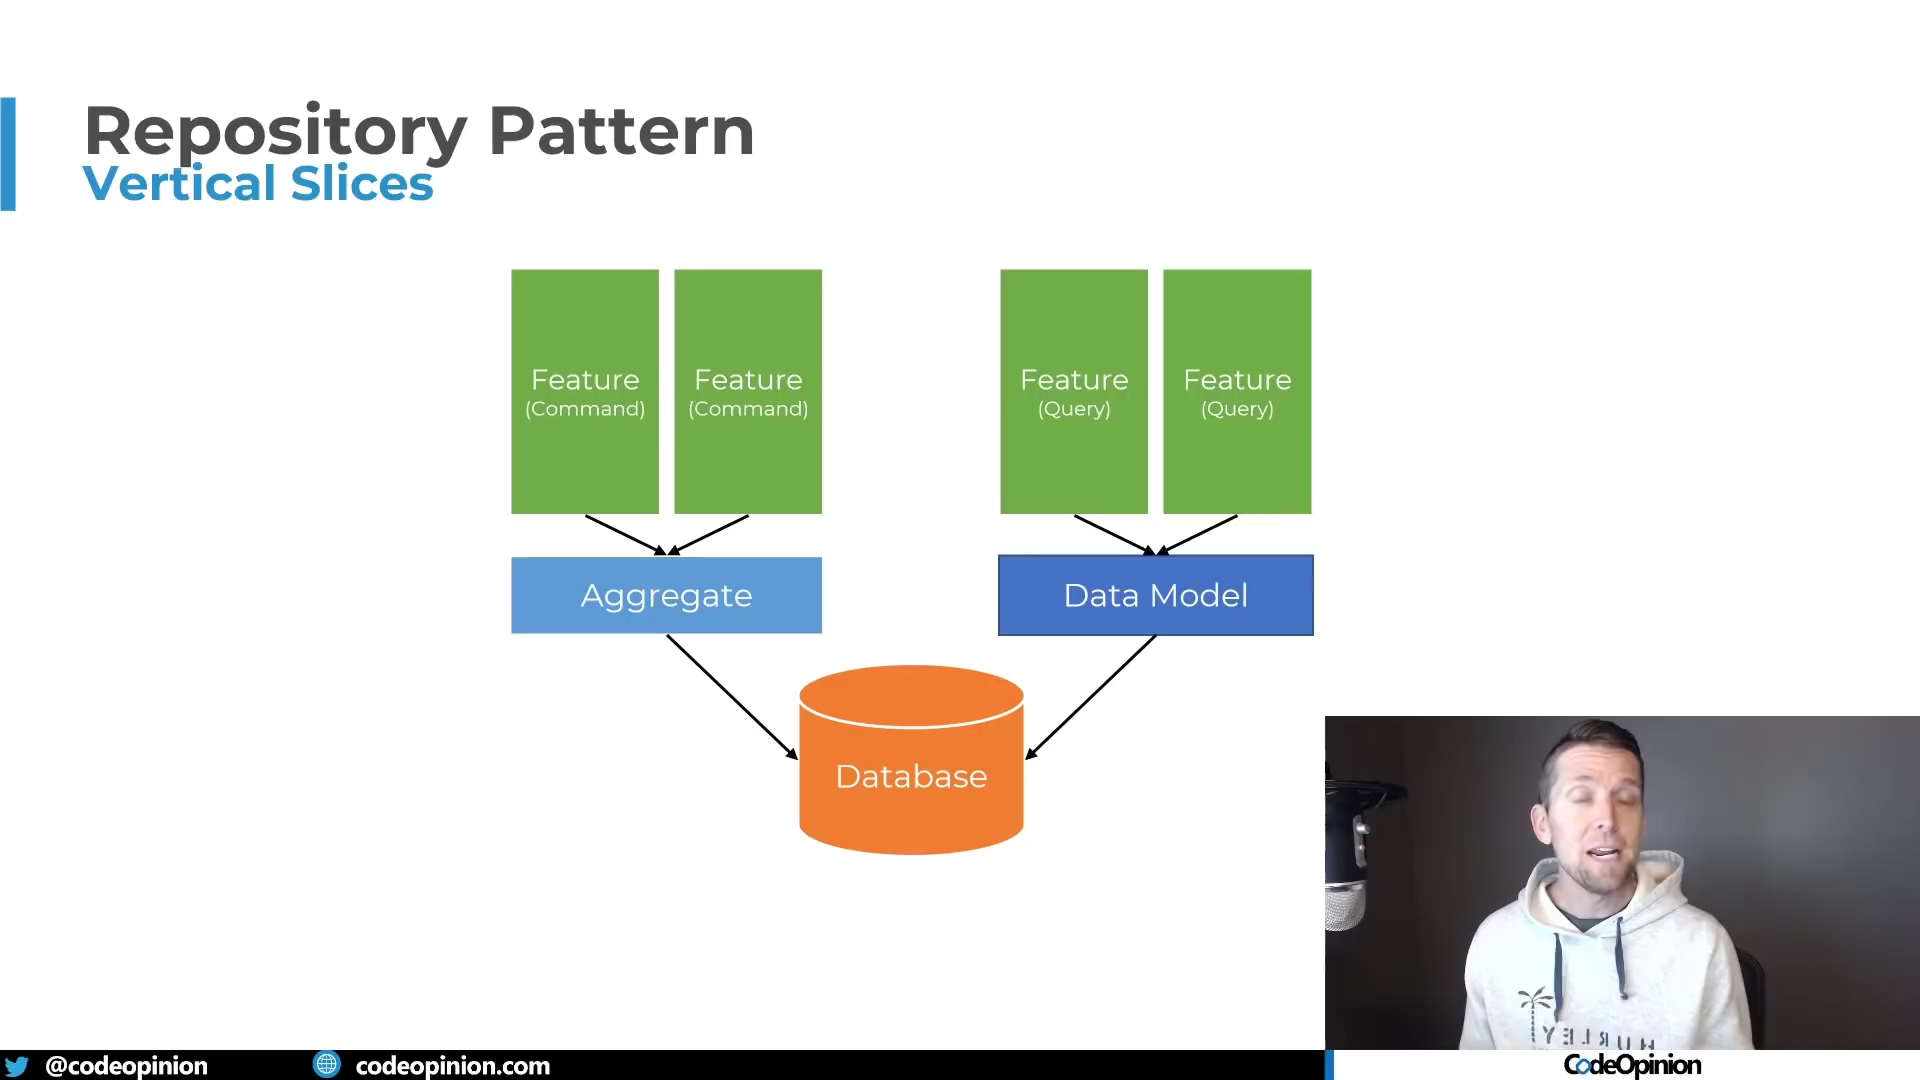 Repository Pattern
Vertical Slices
Feature
(Command)
Feature
(Command)
Feature
(Query)
Feature
(Query)
Aggregate
Data Model
Database
HURLEY
@codeopinion
codeopinion.com
CodeOpinion